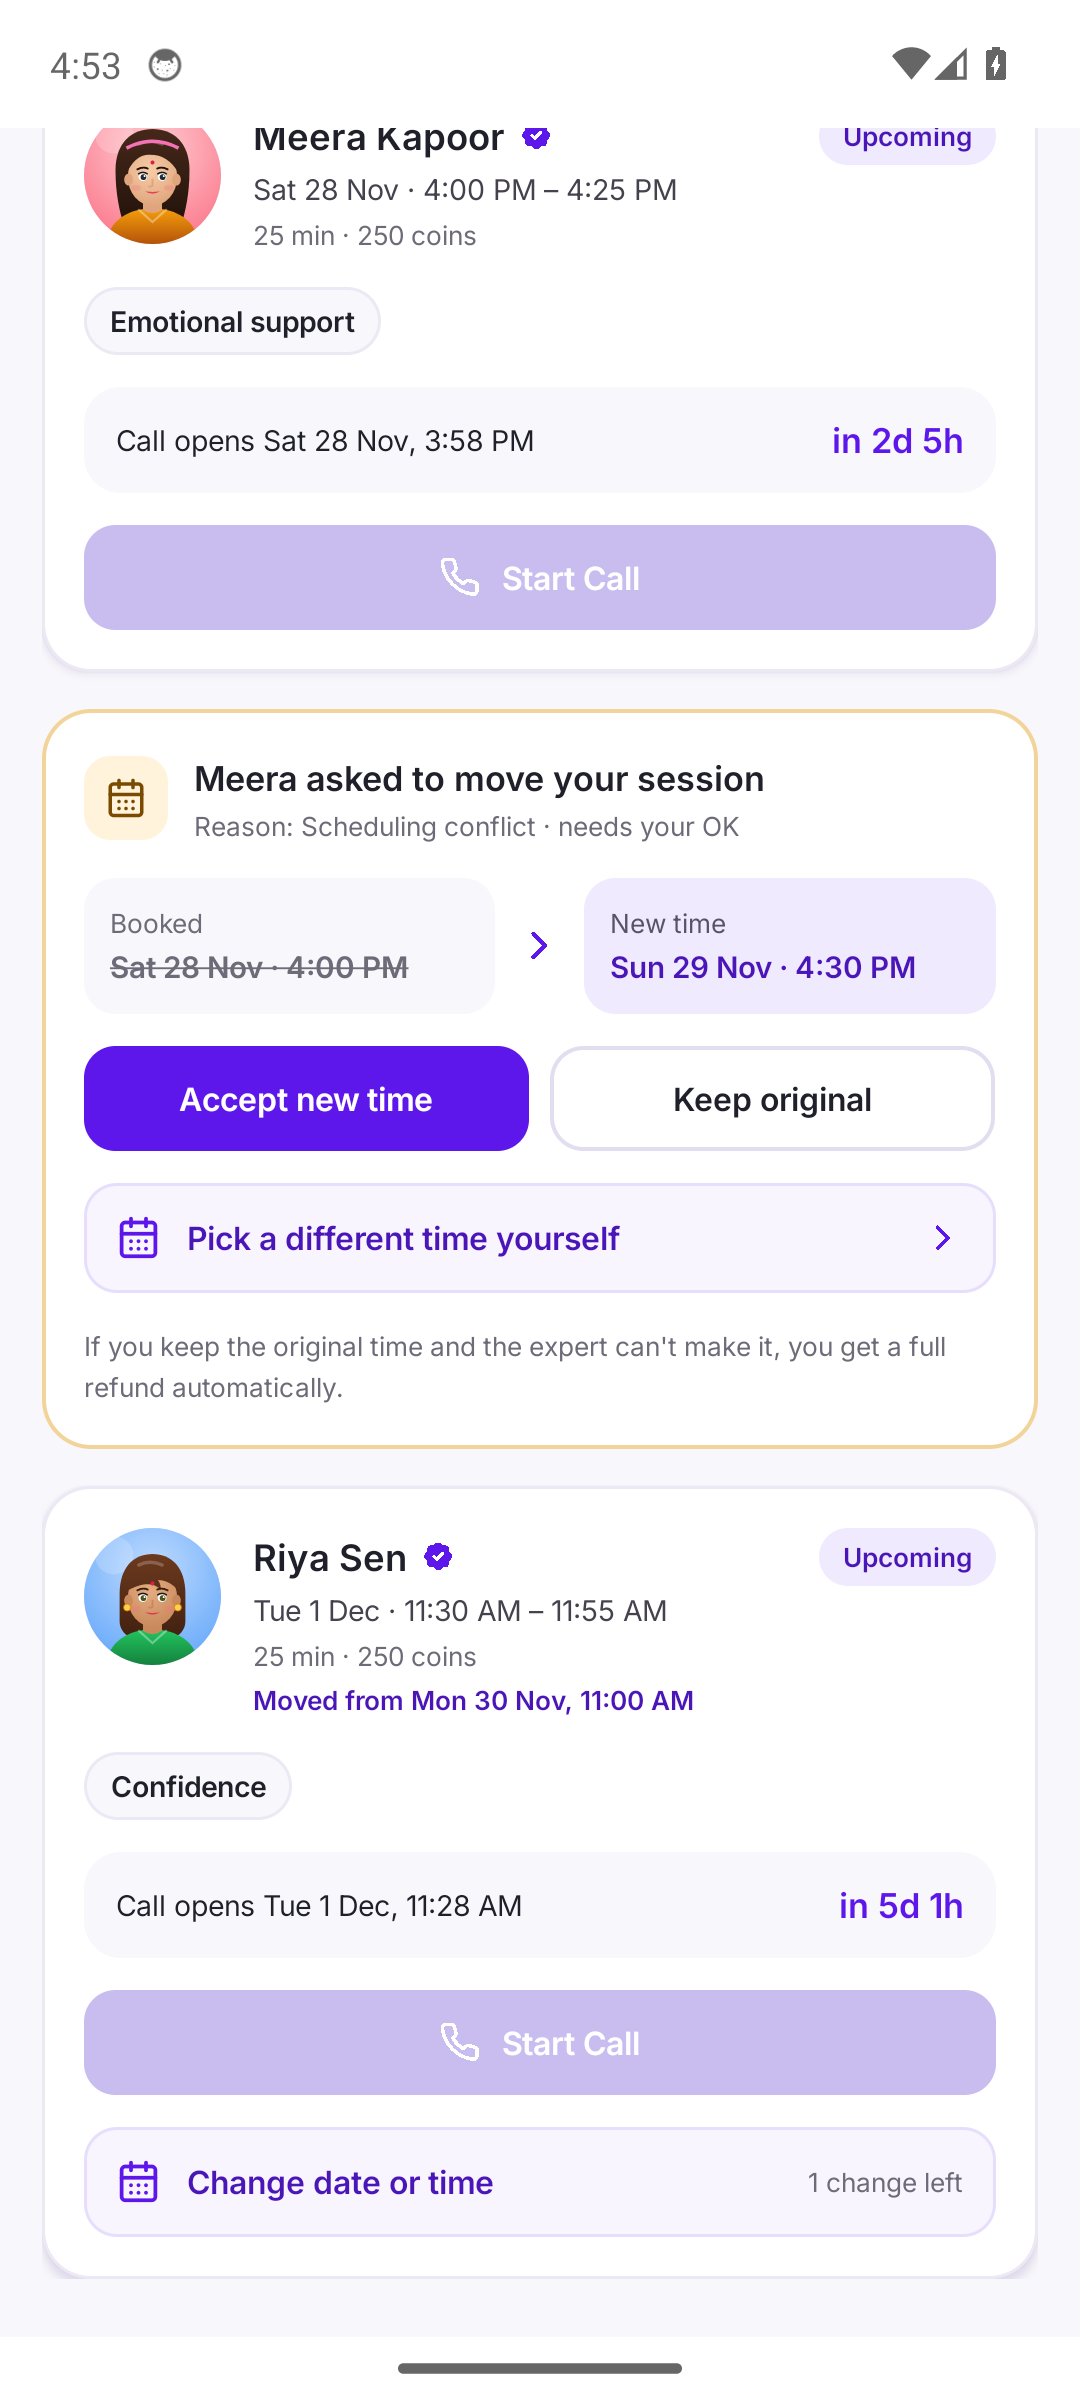 4:53
Meera Kapoor
Upcoming
Sat 28 Nov · 4:00 PM – 4:25 PM
25 min · 250 coins
Emotional support
Call opens Sat 28 Nov, 3:58 PM
in 2d 5h
Start Call
Meera asked to move your session
Reason: Scheduling conflict · needs your OK
Booked
Sat 28 Nov · 4:00 PM
New time
Sun 29 Nov · 4:30 PM
Accept new time
Keep original
Pick a different time yourself
If you keep the original time and the expert can't make it, you get a full
refund automatically.
Riya Sen
Upcoming
Tue 1 Dec · 11:30 AM – 11:55 AM
25 min · 250 coins
Moved from Mon 30 Nov, 11:00 AM
Confidence
Call opens Tue 1 Dec, 11:28 AM
in 5d 1h
Start Call
Change date or time
1 change left